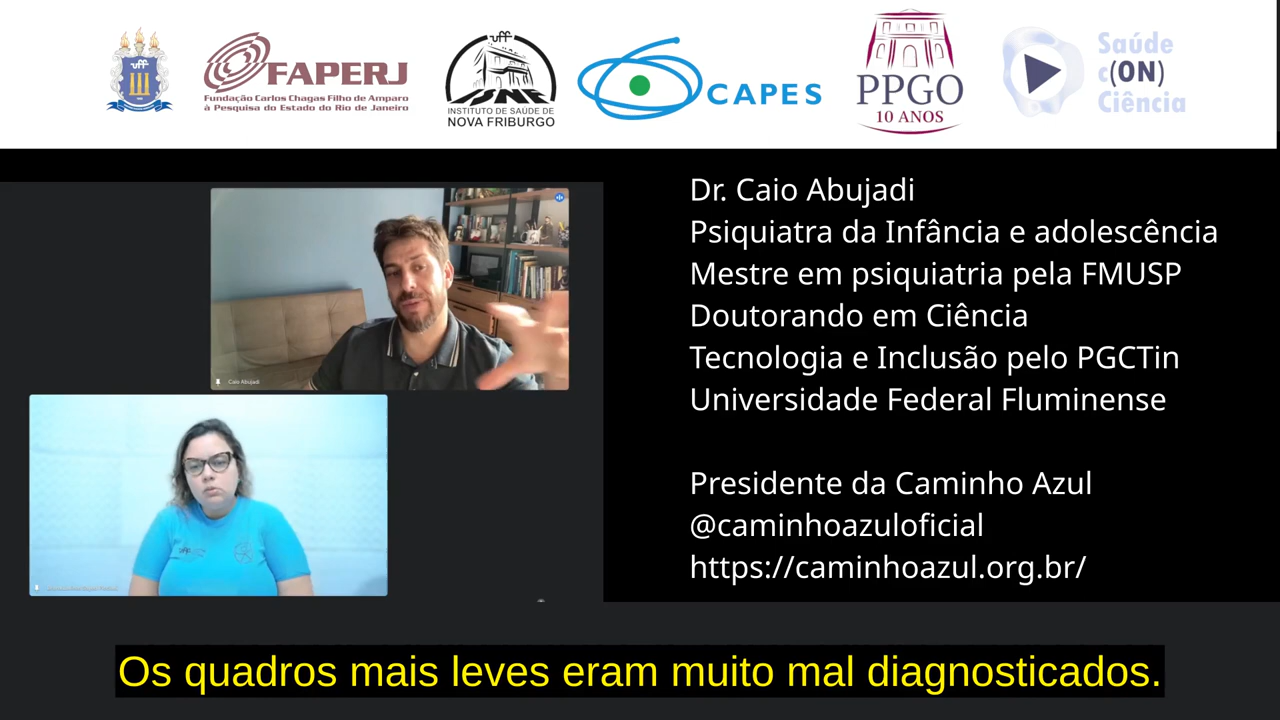 uff
FAPERJ
Fundação Carlos Chagas Filho de Amparo
à Pesquisa do Estado do Rio de Janeiro
uff
INSTITUTO DE SAÚDE DE
NOVA FRIBURGO
CAPES
PPGO
10 ANOS
Saúde
c(ON)
Ciência
Dr. Caio Abujadi
Psiquiatra da Infância e adolescência
Mestre em psiquiatria pela FMUSP
Doutorando em Ciência
Tecnologia e Inclusão pelo PGCTin
Universidade Federal Fluminense
Presidente da Caminho Azul
@caminhoazuloficial
https://caminhoazul.org.br/
Caio Abujadi
Os quadros mais leves eram muito mal diagnosticados.